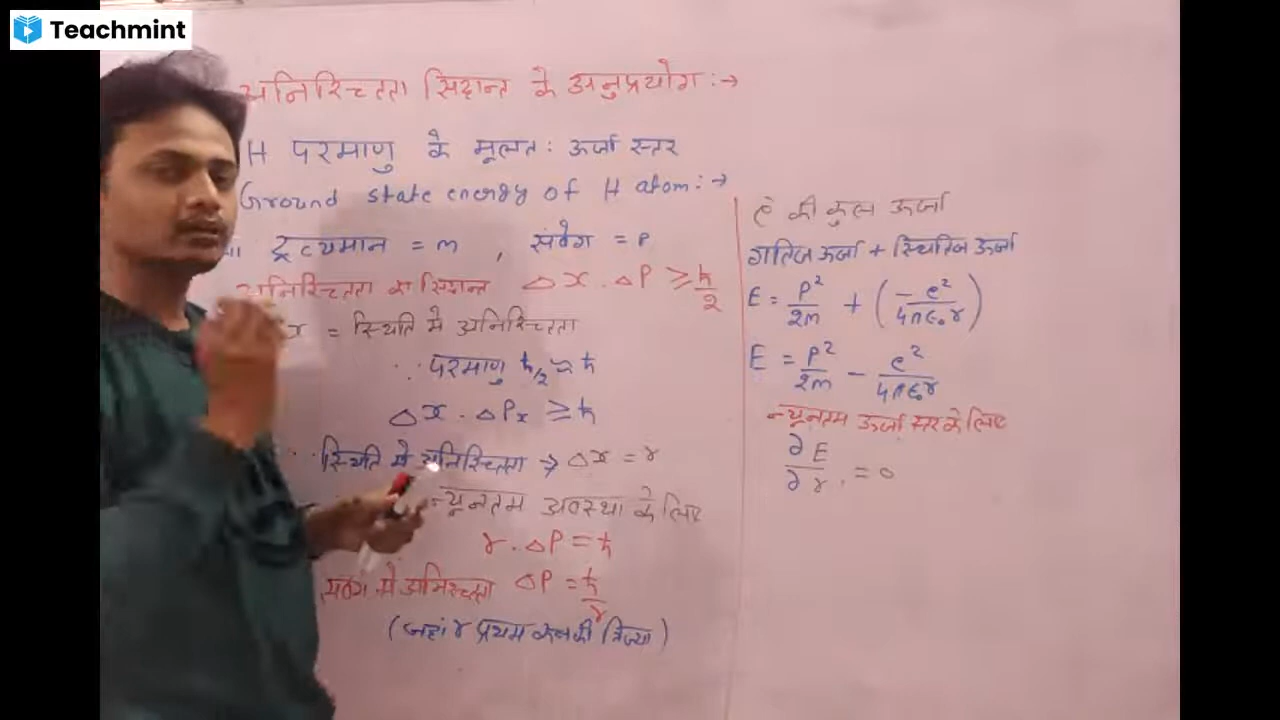 Teachmint
अनिश्चितता सिद्धान्त के अनुप्रयोग :→
H परमाणु के मूलत: ऊर्जा स्तर
Ground state energy of H atom :→
द्रव्यमान = m , संवेग = P
अनिश्चितता का सिद्धान्त Δx . ΔP ≥ ħ/2
x = स्थिति मे अनिश्चितता
∵ परमाणु ħ/2 ≈ ħ
Δx . ΔPx ≥ ħ
∴ स्थिति मे अनिश्चितता → Δx = r
न्यूनतम अवस्था के लिए
r . ΔP = ħ
संवेग मे अनिश्चितता ΔP = ħ/r
(जहां r प्रथम कक्ष की त्रिज्या)
e⁻ की कुल ऊर्जा
गतिज ऊर्जा + स्थितिज ऊर्जा
E = P²/2m + (-e²/4πε₀r)
E = P²/2m - e²/4πε₀r
न्यूनतम ऊर्जा स्तर के लिए
∂E/∂r = 0